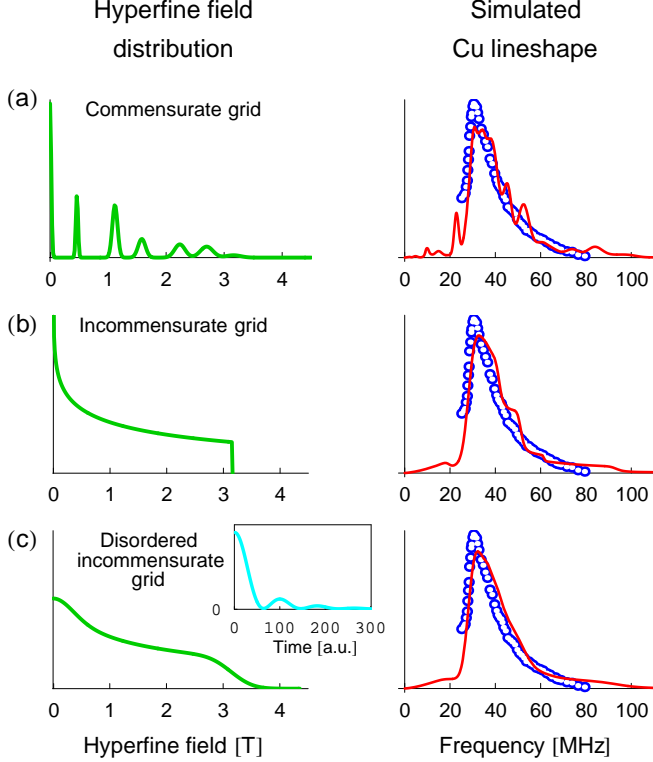 Hyperfine field
distribution
Simulated
Cu lineshape
(a)
Commensurate grid
0 1 2 3 4
0 20 40 60 80 100
(b)
Incommensurate grid
0 1 2 3 4
0 20 40 60 80 100
(c)
Disordered
incommensurate
grid
0
0 100 200 300
Time [a.u.]
0 1 2 3 4
0 20 40 60 80 100
Hyperfine field [T]
Frequency [MHz]